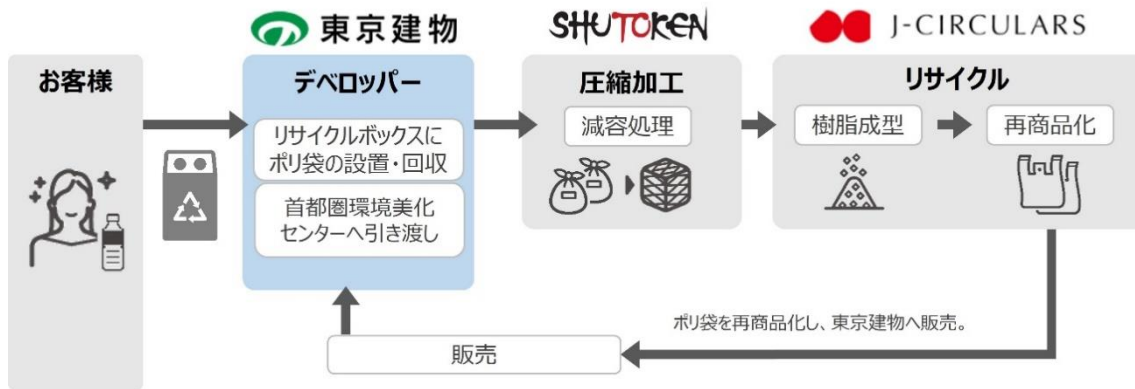 東京建物
SHUTOKEN
J-CIRCULARS
お客様
デベロッパー
リサイクルボックスに
ポリ袋の設置・回収
首都圏環境美化
センターへ引き渡し
圧縮加工
減容処理
リサイクル
樹脂成型
再商品化
ポリ袋を再商品化し、東京建物へ販売。
販売